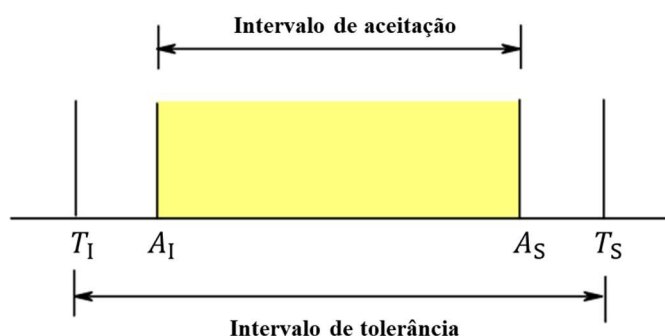 Intervalo de aceitação
T_I A_I A_S T_S
Intervalo de tolerância